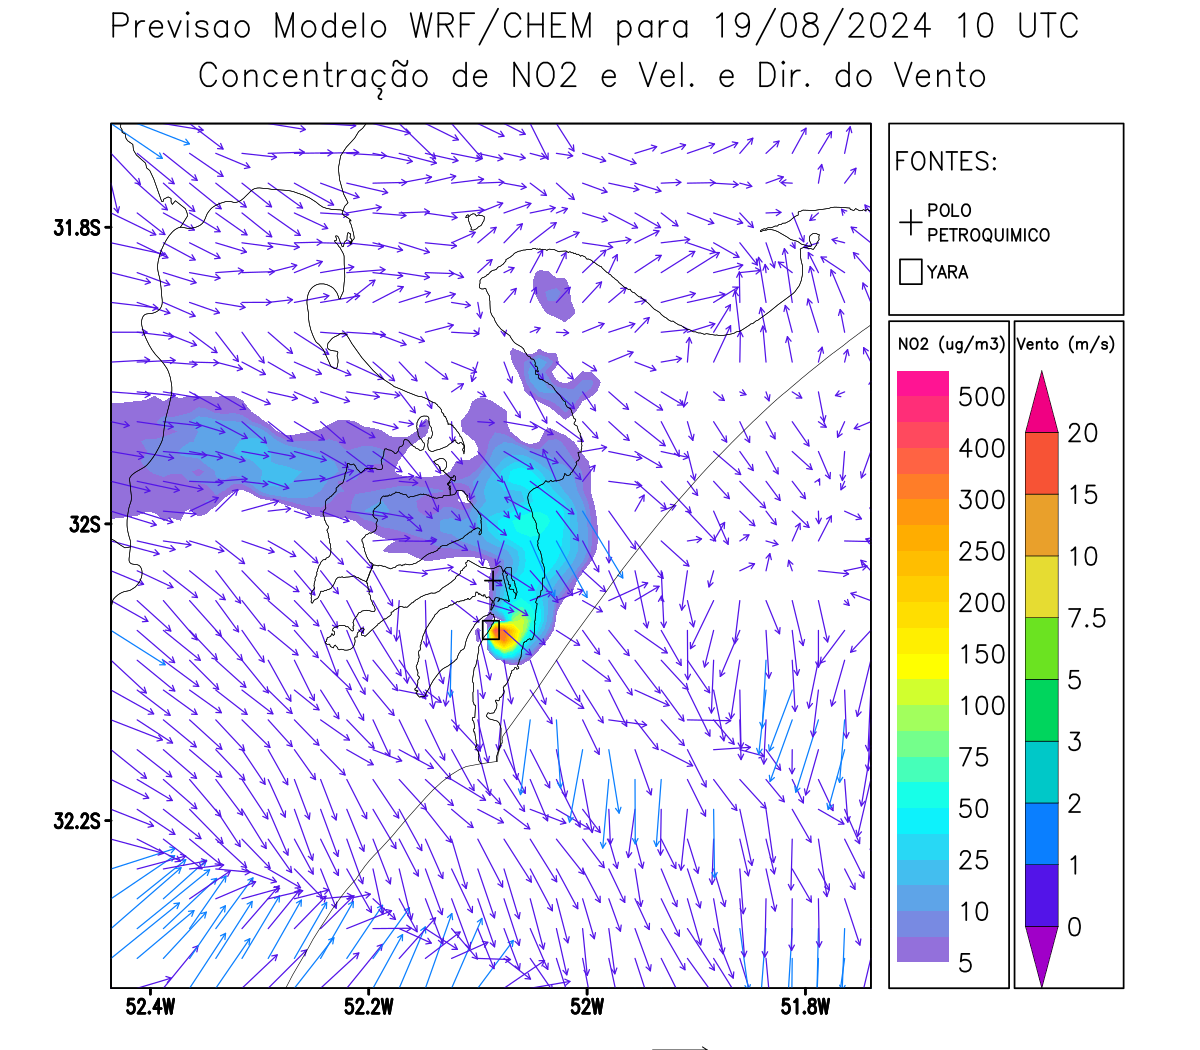 Previsao Modelo WRF/CHEM para 19/08/2024 10 UTC
Concentração de NO2 e Vel. e Dir. do Vento
FONTES:
POLO
PETROQUIMICO
YARA
NO2 (ug/m3)
500
400
300
250
200
150
100
75
50
25
10
5
Vento (m/s)
20
15
10
7.5
5
3
2
1
0
31.8S
32S
32.2S
52.4W
52.2W
52W
51.8W